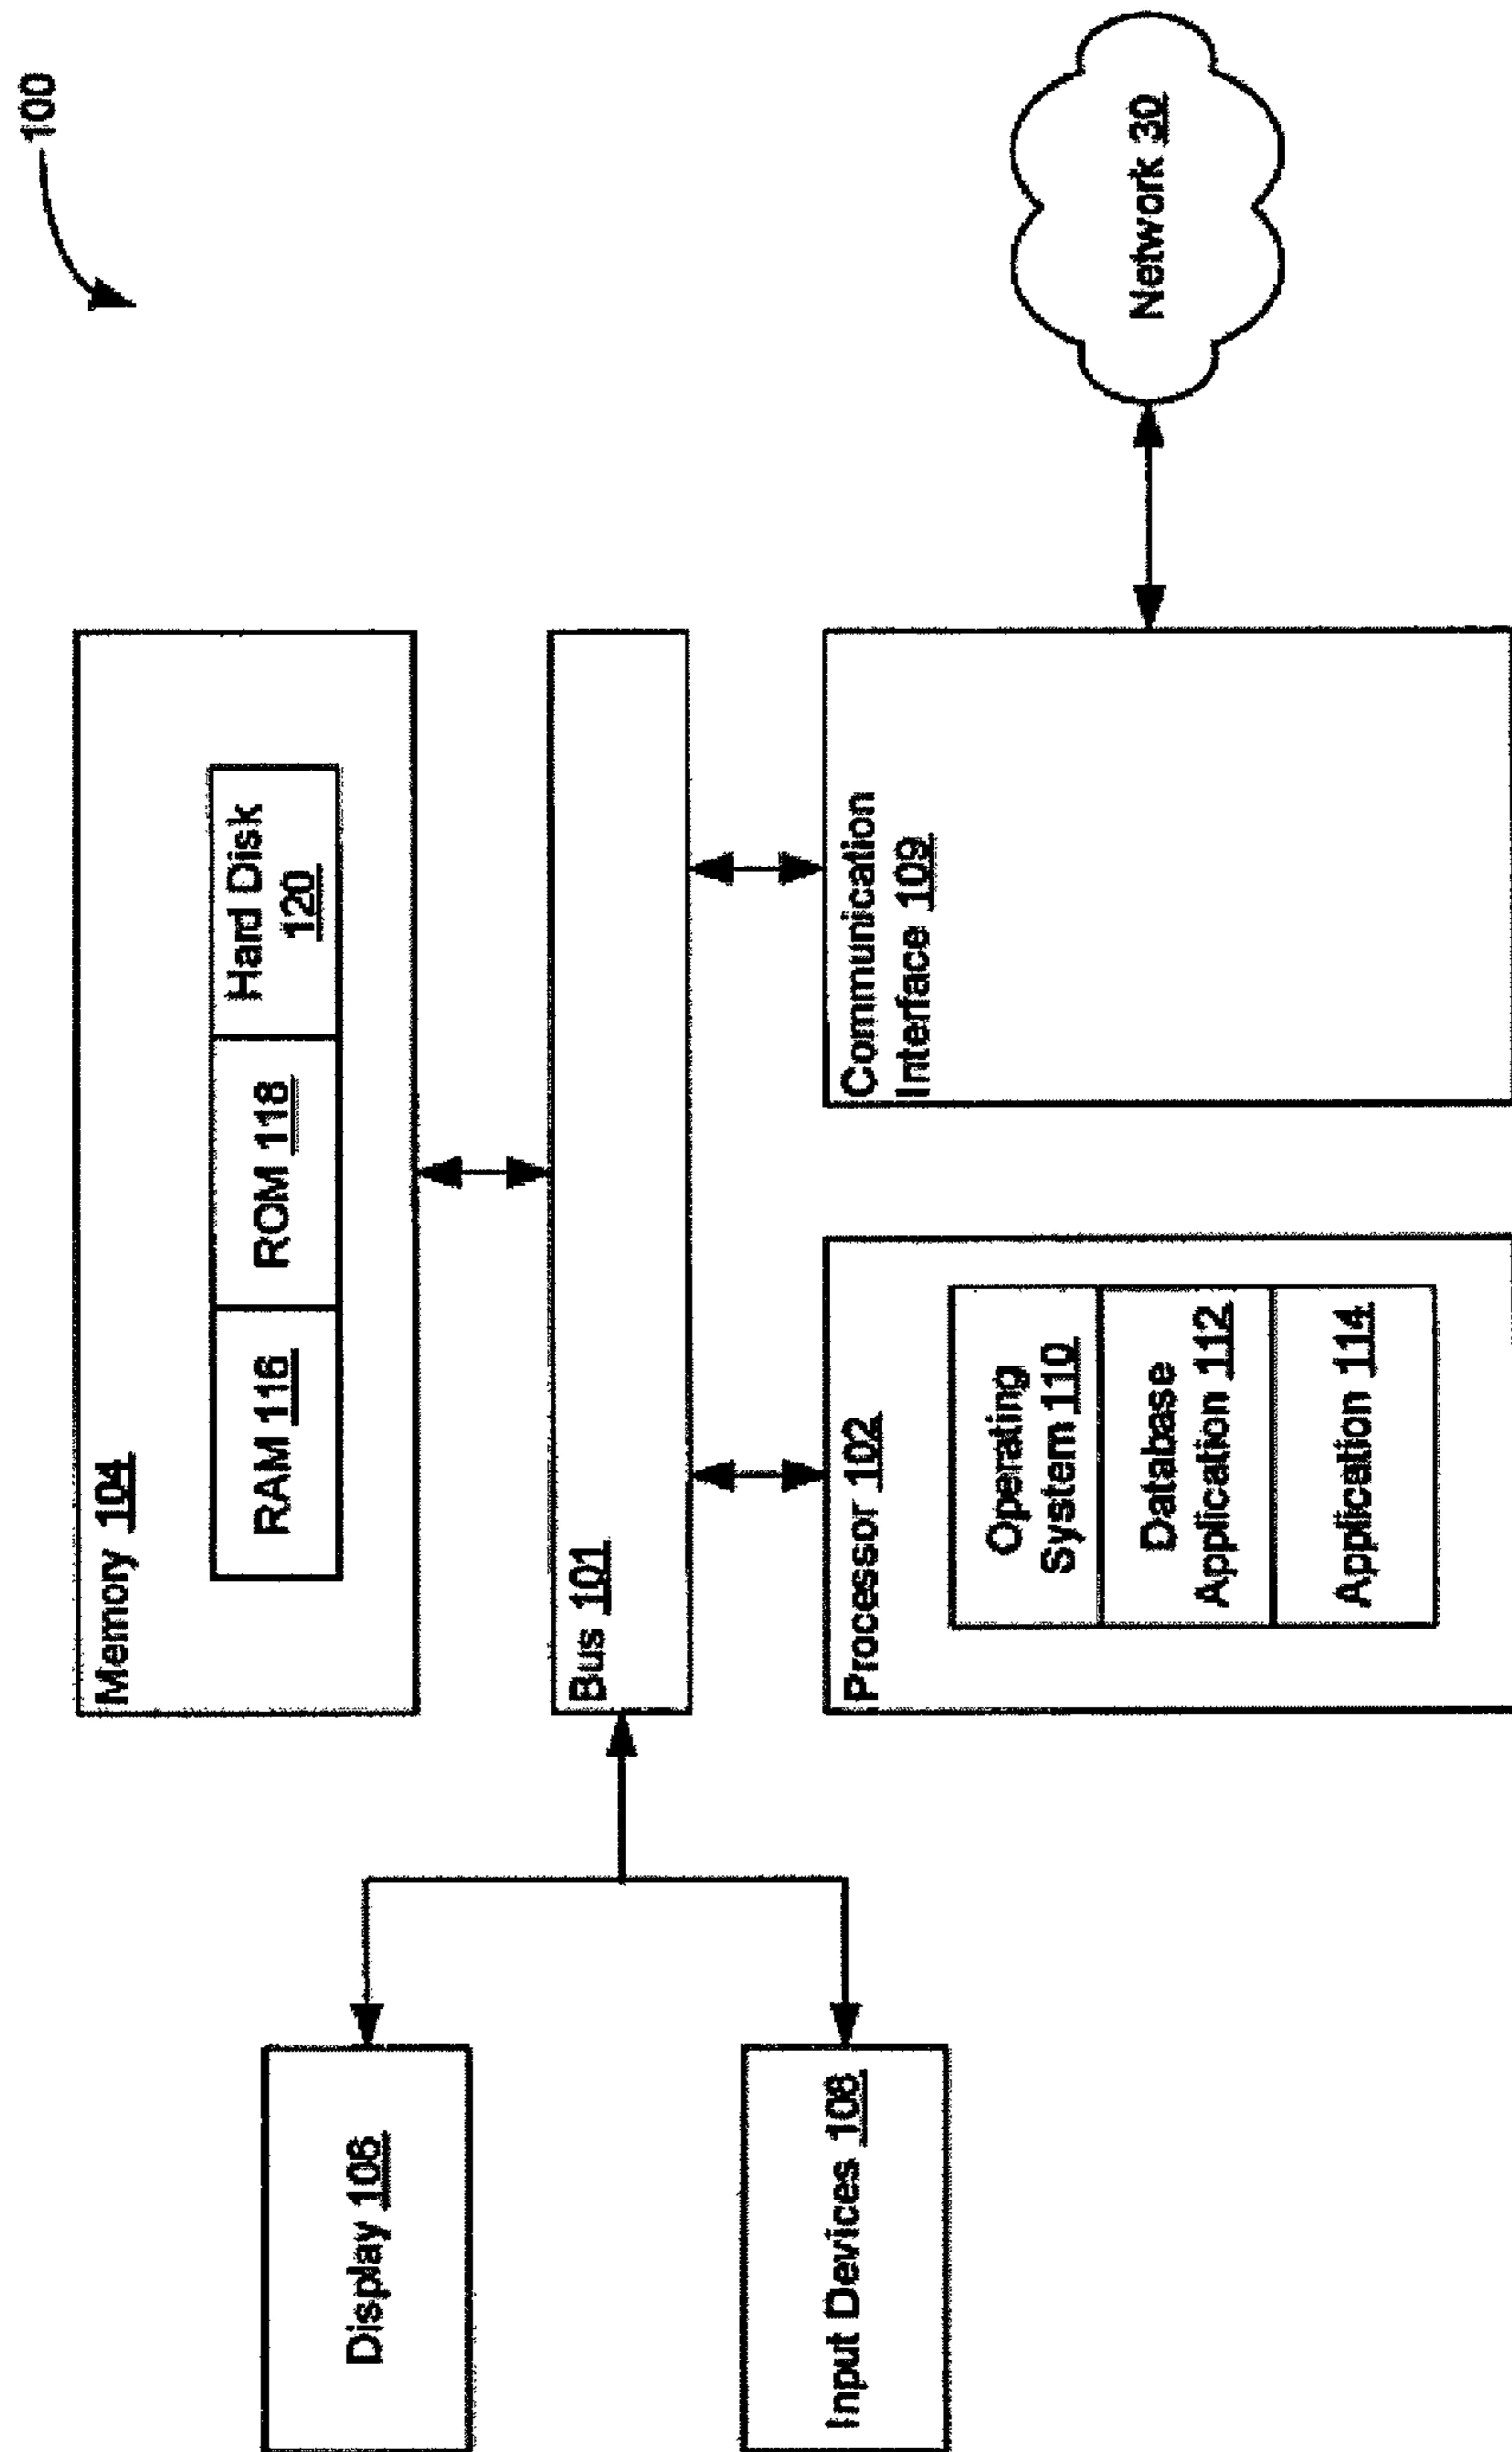 100
Memory 104
RAM 116
ROM 118
Hard Disk
120
Display 106
Bus 101
Input Devices 108
Processor 102
Operating
System 110
Database
Application 112
Application 114
Communication
Interface 109
Network 30